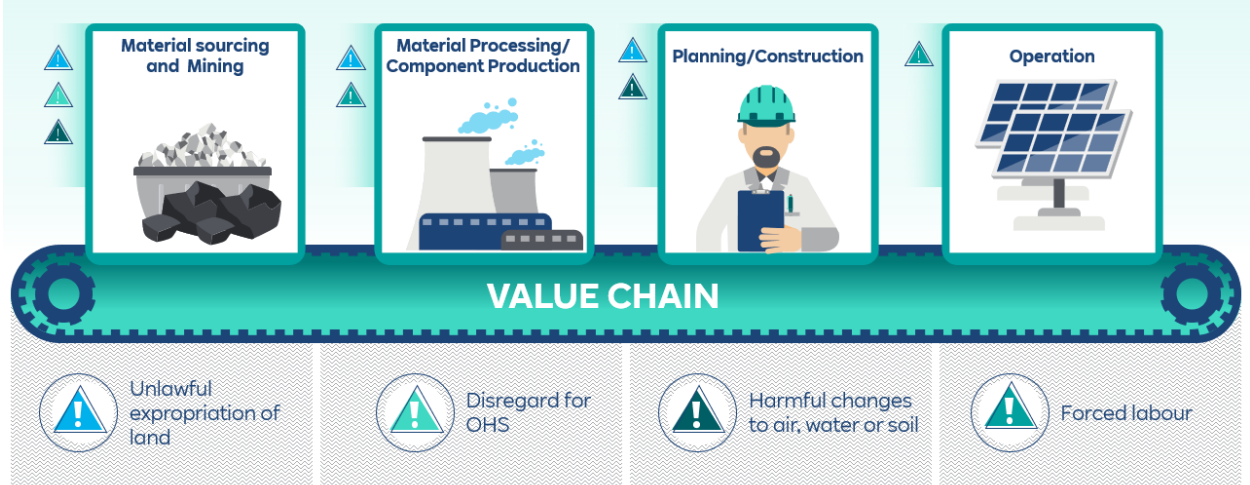 Material sourcing
and Mining
Material Processing/
Component Production
Planning/Construction
Operation
VALUE CHAIN
Unlawful
expropriation of
land
Disregard for
OHS
Harmful changes
to air, water or soil
Forced labour